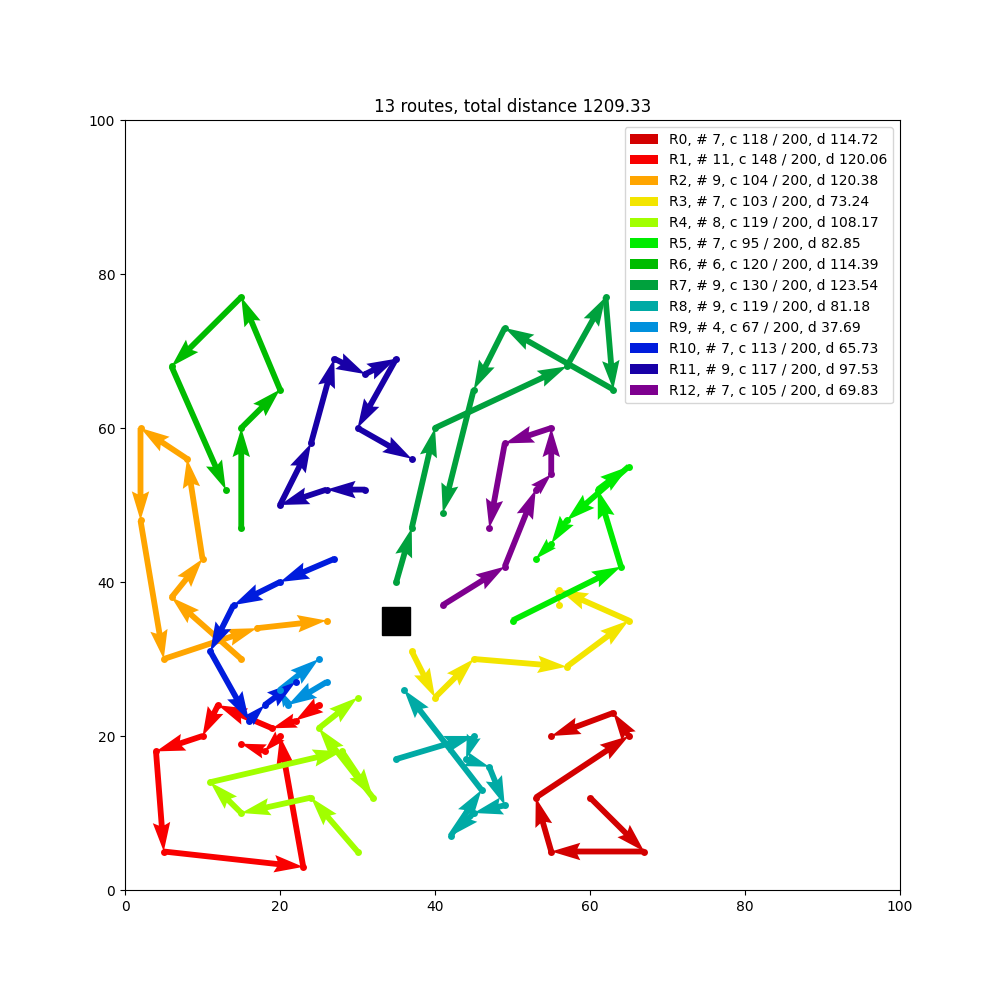 13 routes, total distance 1209.33
R0, # 7, c 118 / 200, d 114.72
R1, # 11, c 148 / 200, d 120.06
R2, # 9, c 104 / 200, d 120.38
R3, # 7, c 103 / 200, d 73.24
R4, # 8, c 119 / 200, d 108.17
R5, # 7, c 95 / 200, d 82.85
R6, # 6, c 120 / 200, d 114.39
R7, # 9, c 130 / 200, d 123.54
R8, # 9, c 119 / 200, d 81.18
R9, # 4, c 67 / 200, d 37.69
R10, # 7, c 113 / 200, d 65.73
R11, # 9, c 117 / 200, d 97.53
R12, # 7, c 105 / 200, d 69.83
100
80
60
40
20
0
0 20 40 60 80 100